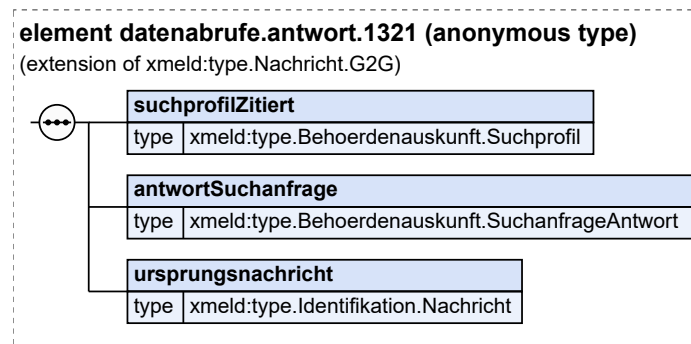 element datenabrufe.antwort.1321 (anonymous type)
(extension of xmeld:type.Nachricht.G2G)
suchprofilZitiert
type xmeld:type.Behoerdenauskunft.Suchprofil
antwortSuchanfrage
type xmeld:type.Behoerdenauskunft.SuchanfrageAntwort
ursprungsnachricht
type xmeld:type.Identifikation.Nachricht